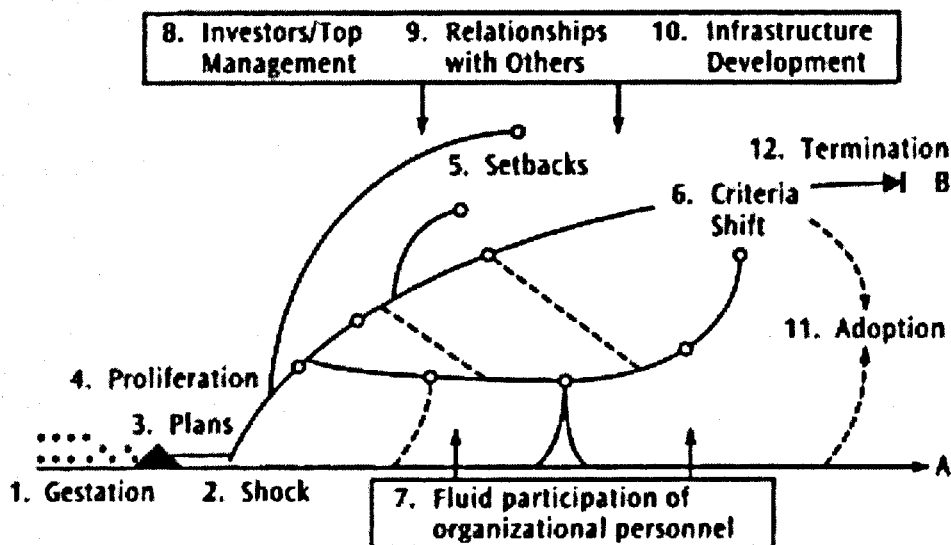 8. Investors/Top Management
9. Relationships with Others
10. Infrastructure Development
12. Termination
B
5. Setbacks
6. Criteria Shift
11. Adoption
4. Proliferation
3. Plans
A
1. Gestation
2. Shock
7. Fluid participation of organizational personnel